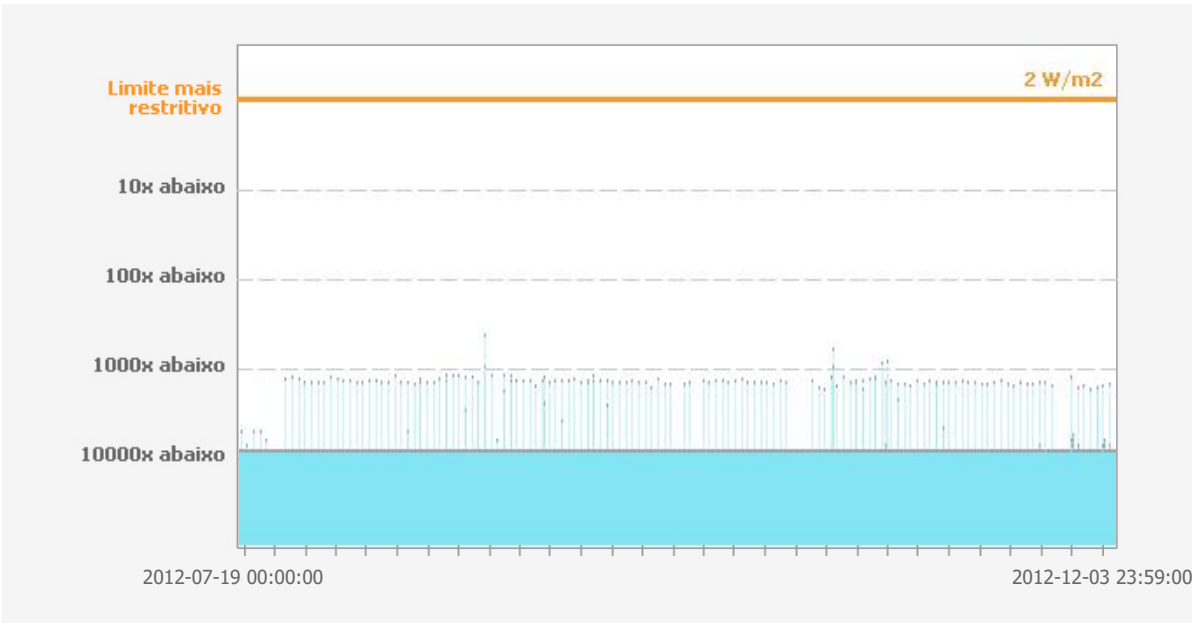 2 W/m2
Limite mais
restritivo
10x abaixo
100x abaixo
1000x abaixo
10000x abaixo
2012-07-19 00:00:00
2012-12-03 23:59:00